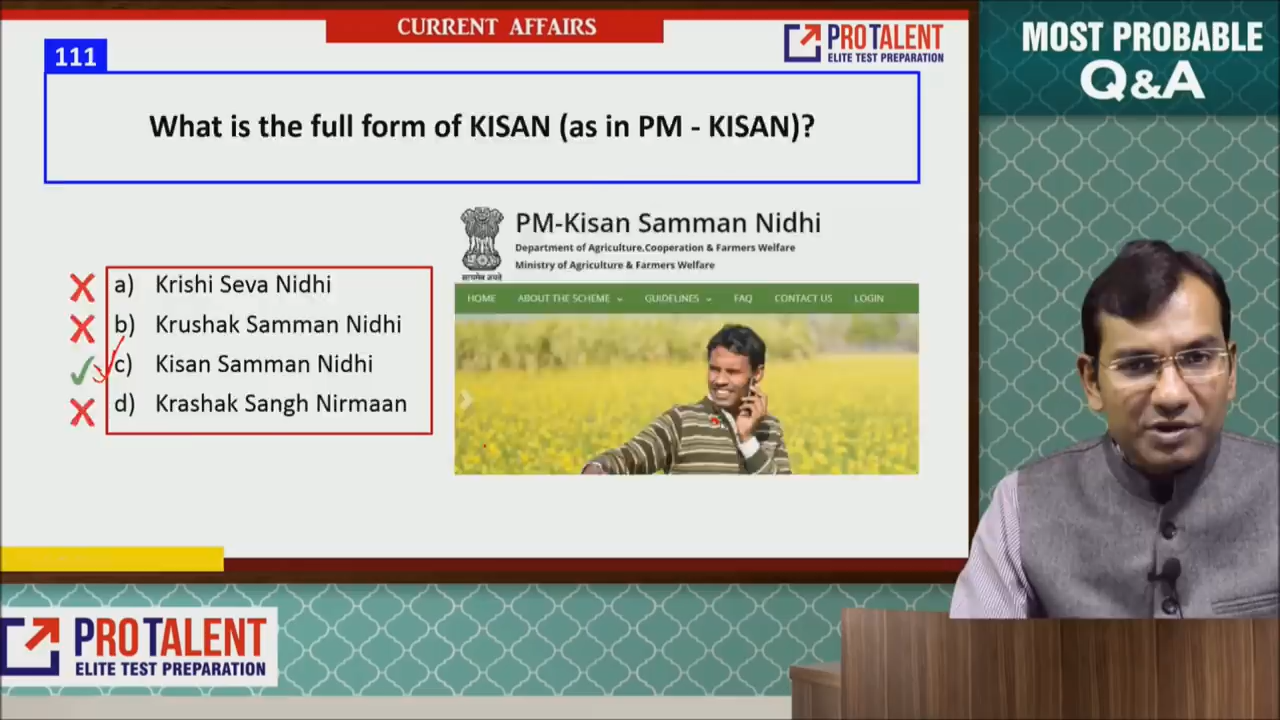 CURRENT AFFAIRS
PROTALENT
ELITE TEST PREPARATION
MOST PROBABLE
Q&A
111
What is the full form of KISAN (as in PM - KISAN)?
PM-Kisan Samman Nidhi
Department of Agriculture,Cooperation & Farmers Welfare
Ministry of Agriculture & Farmers Welfare
सत्यमेव जयते
HOME ABOUT THE SCHEME GUIDELINES FAQ CONTACT US LOGIN
a) Krishi Seva Nidhi
b) Krushak Samman Nidhi
c) Kisan Samman Nidhi
d) Krashak Sangh Nirmaan
PROTALENT
ELITE TEST PREPARATION